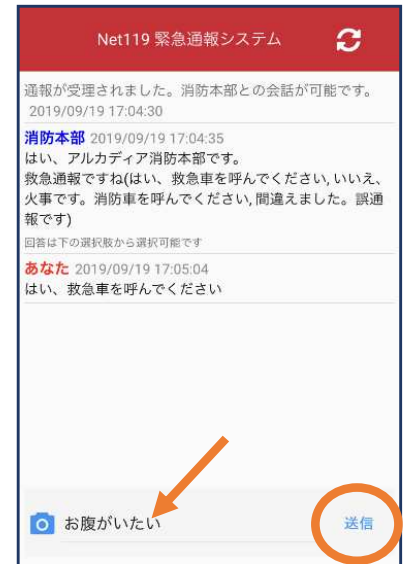 Net119 緊急通報システム
通報が受理されました。消防本部との会話が可能です。
2019/09/19 17:04:30
消防本部 2019/09/19 17:04:35
はい、アルカディア消防本部です。
救急通報ですね(はい、救急車を呼んでください, いいえ、
火事です。消防車を呼んでください, 間違えました。誤通
報です)
回答は下の選択肢から選択可能です
あなた 2019/09/19 17:05:04
はい、救急車を呼んでください
お腹がいたい
送信